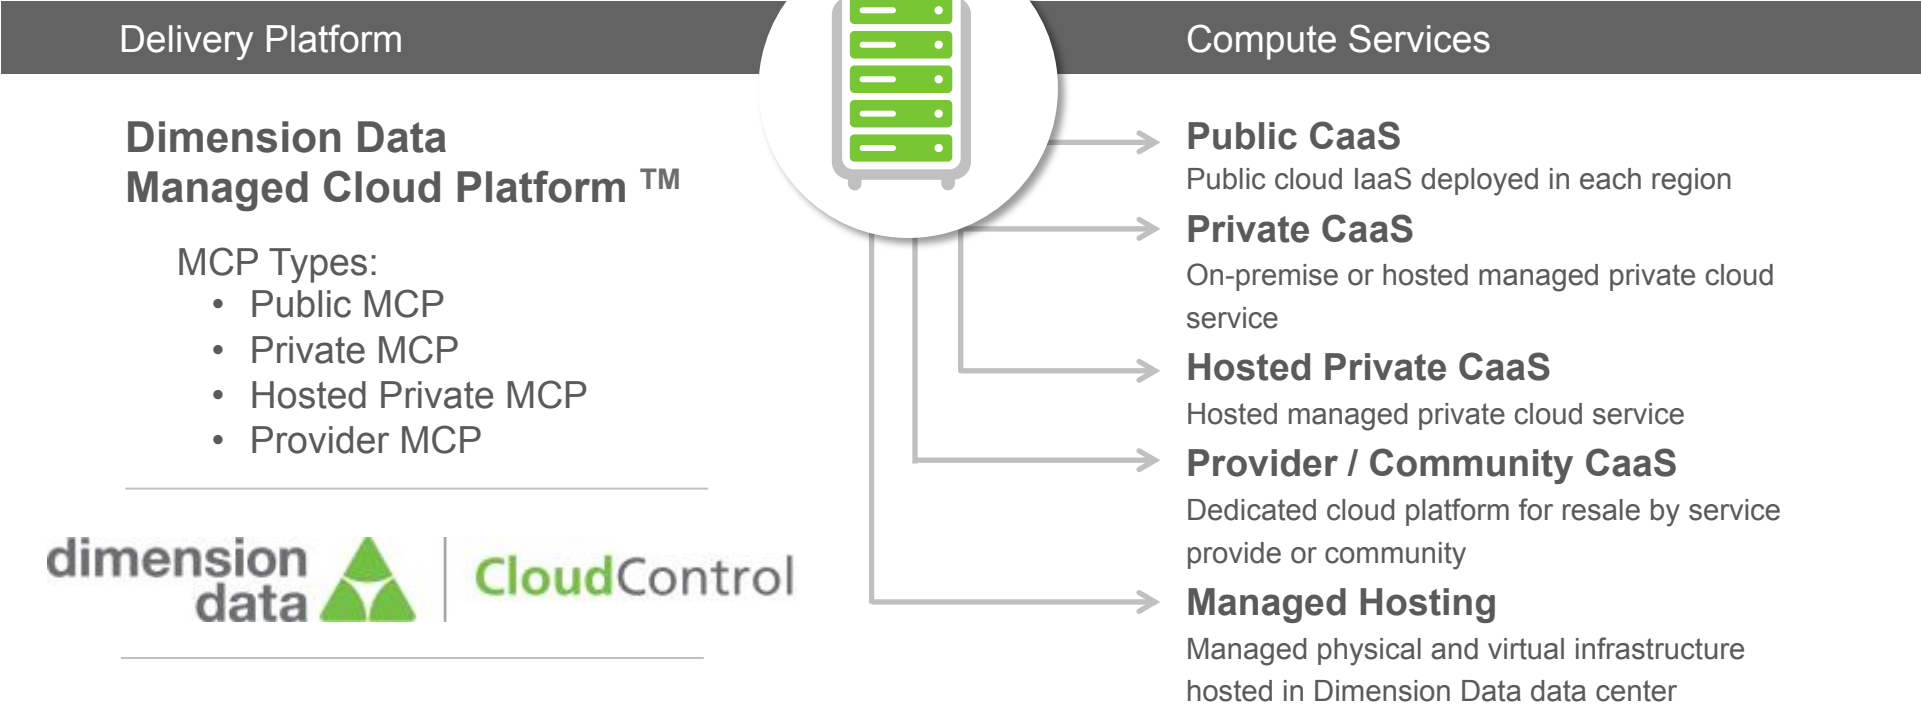 Delivery Platform
Compute Services
Dimension Data
Managed Cloud Platform TM
MCP Types:
• Public MCP
• Private MCP
• Hosted Private MCP
• Provider MCP
dimension
data
CloudControl
Public CaaS
Public cloud IaaS deployed in each region
Private CaaS
On-premise or hosted managed private cloud
service
Hosted Private CaaS
Hosted managed private cloud service
Provider / Community CaaS
Dedicated cloud platform for resale by service
provide or community
Managed Hosting
Managed physical and virtual infrastructure
hosted in Dimension Data data center